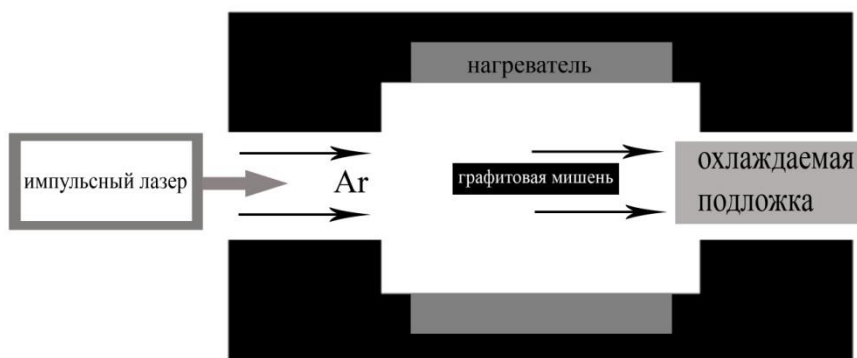 нагреватель
импульсный лазер
Ar
графитовая мишень
охлаждаемая
подложка